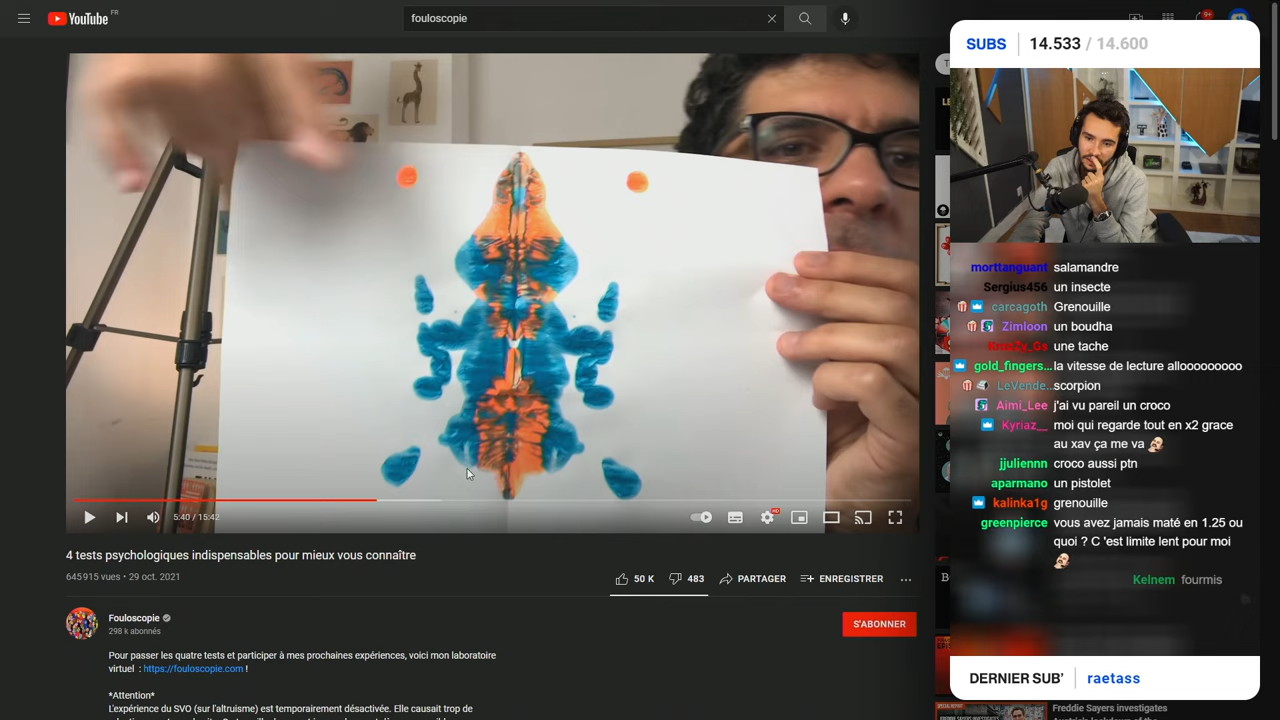 YouTube FR
fouloscopie
9+
SUBS 14.533 / 14.600
morttanguant salamandre
Sergius456 un insecte
carcagoth Grenouille
Zimloon un boudha
une tache
gold_fingers... la vitesse de lecture allooooooooo
LeVende... scorpion
Aimi_Lee j'ai vu pareil un croco
Kyriaz__ moi qui regarde tout en x2 grace
au xav ça me va
jjuliennn croco aussi ptn
aparmano un pistolet
kalinka1g grenouille
greenpierce vous avez jamais maté en 1.25 ou
quoi ? C 'est limite lent pour moi
Kelnem fourmis
DERNIER SUB' raetass
5:40 / 15:42
HD
4 tests psychologiques indispensables pour mieux vous connaître
645 915 vues • 29 oct. 2021
50 K 483 PARTAGER ENREGISTRER ...
Fouloscopie
298 k abonnés
S'ABONNER
Pour passer les quatre tests et participer à mes prochaines expériences, voici mon laboratoire
virtuel : https://fouloscopie.com !
*Attention*
L'expérience du SVO (sur l'altruisme) est temporairement désactivée. Elle causait trop de
Freddie Sayers investigates